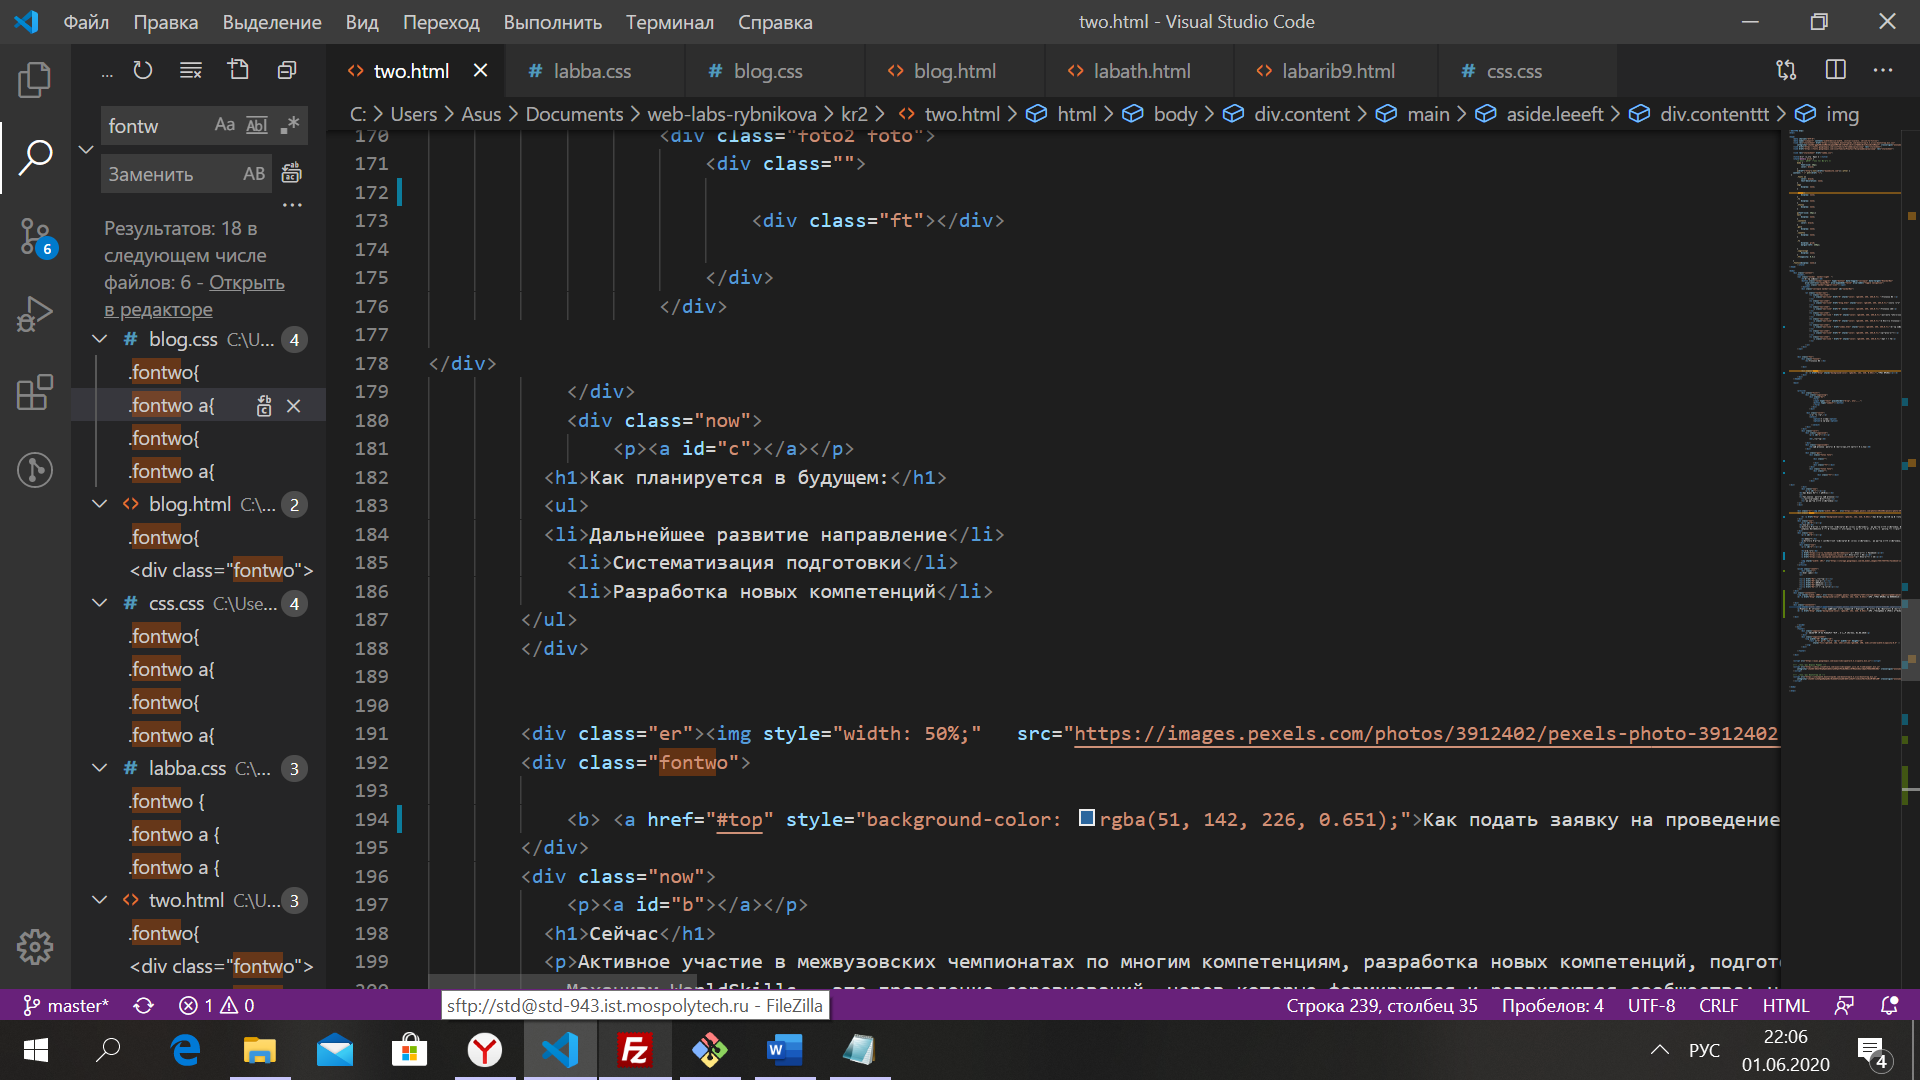 Файл Правка Выделение Вид Переход Выполнить Терминал Справка two.html - Visual Studio Code
two.html labba.css blog.css blog.html labath.html labarib9.html css.css
C: > Users > Asus > Documents > web-labs-rybnikova > kr2 > two.html > html > body > div.content > main > aside.leeeft > div.contenttt > img
fontw Aa Abl .*
Заменить AB
Результатов: 18 в
следующем числе
файлов: 6 - Открыть
в редакторе
blog.css C:\U... 4
.fontwo{
.fontwo a{
.fontwo{
.fontwo a{
blog.html C:\... 2
.fontwo{
<div class="fontwo">
css.css C:\Use... 4
.fontwo{
.fontwo a{
.fontwo{
.fontwo a{
labba.css C:\... 3
.fontwo {
.fontwo a {
.fontwo a {
two.html C:\U... 3
.fontwo{
<div class="fontwo">
170 <div class="foto2 foto">
171 <div class="">
172
173 <div class="ft"></div>
174
175 </div>
176 </div>
177
178 </div>
179 </div>
180 <div class="now">
181 <p><a id="c"></a></p>
182 <h1>Как планируется в будущем:</h1>
183 <ul>
184 <li>Дальнейшее развитие направление</li>
185 <li>Систематизация подготовки</li>
186 <li>Разработка новых компетенций</li>
187 </ul>
188 </div>
189
190
191 <div class="er"><img style="width: 50%;" src="https://images.pexels.com/photos/3912402/pexels-photo-3912402
192 <div class="fontwo">
193
194 <b> <a href="#top" style="background-color: rgba(51, 142, 226, 0.651);">Как подать заявку на проведение
195 </div>
196 <div class="now">
197 <p><a id="b"></a></p>
198 <h1>Сейчас</h1>
199 <p>Активное участие в межвузовских чемпионатах по многим компетенциям, разработка новых компетенций, подгото
master* 1 0 sftp://std@std-943.ist.mospolytech.ru - FileZilla Строка 239, столбец 35 Пробелов: 4 UTF-8 CRLF HTML
6
РУС 22:06
01.06.2020 4